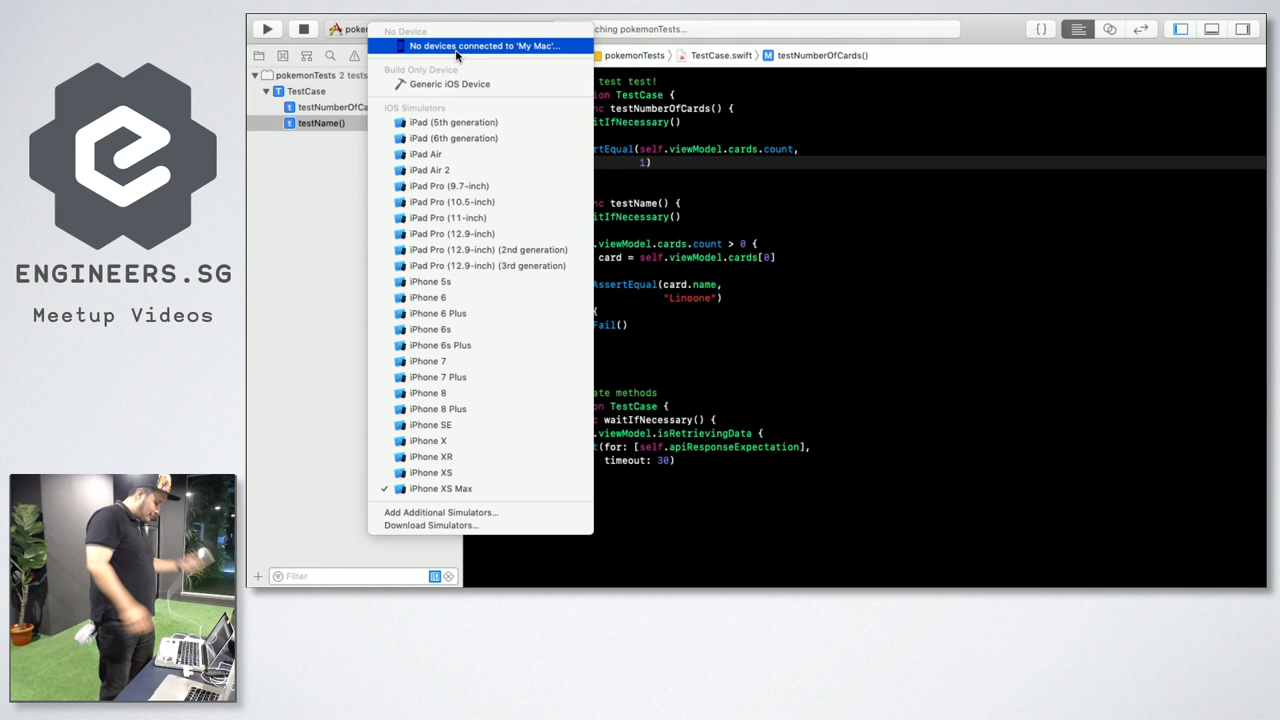 ENGINEERS.SG
Meetup Videos
poke
ching pokemonTests...
{ }
pokemonTests
TestCase.swift
M
testNumberOfCards()
pokemonTests 2 tests
T TestCase
t testNumberOfCa
t testName()
Filter
No Device
No devices connected to 'My Mac'...
Build Only Device
Generic iOS Device
iOS Simulators
iPad (5th generation)
iPad (6th generation)
iPad Air
iPad Air 2
iPad Pro (9.7-inch)
iPad Pro (10.5-inch)
iPad Pro (11-inch)
iPad Pro (12.9-inch)
iPad Pro (12.9-inch) (2nd generation)
iPad Pro (12.9-inch) (3rd generation)
iPhone 5s
iPhone 6
iPhone 6 Plus
iPhone 6s
iPhone 6s Plus
iPhone 7
iPhone 7 Plus
iPhone 8
iPhone 8 Plus
iPhone SE
iPhone X
iPhone XR
iPhone XS
iPhone XS Max
Add Additional Simulators...
Download Simulators...
test test!
ion TestCase {
nc testNumberOfCards() {
itIfNecessary()
rtEqual(self.viewModel.cards.count,
1)
nc testName() {
itIfNecessary()
.viewModel.cards.count > 0 {
card = self.viewModel.cards[0]
AssertEqual(card.name,
"Linoone")
{
Fail()
ate methods
on TestCase {
c waitIfNecessary() {
.viewModel.isRetrievingData {
t(for: [self.apiResponseExpectation],
timeout: 30)